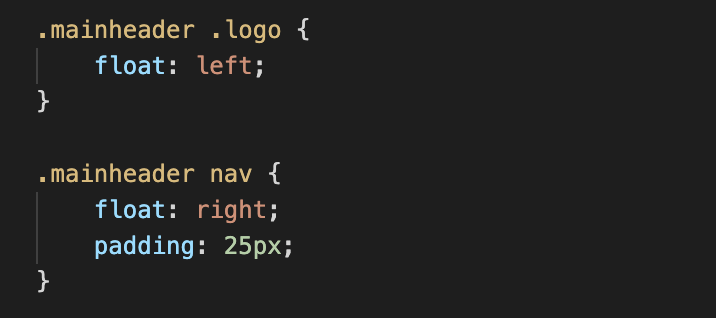 .mainheader .logo {
    float: left;
}

.mainheader nav {
    float: right;
    padding: 25px;
}